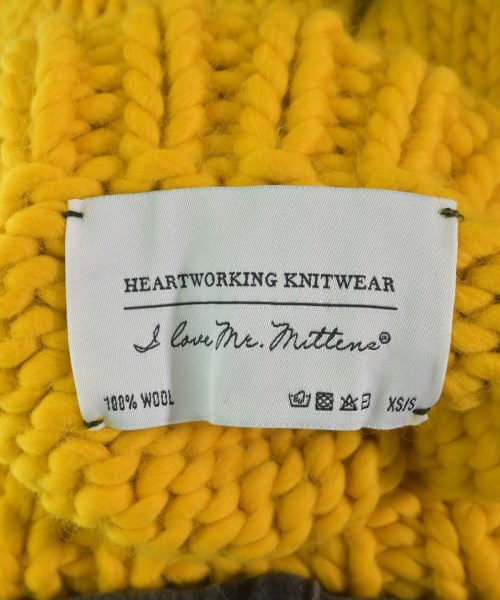 HEARTWORKING KNITWEAR
I love Mr. Mittens®
100% WOOL XS/S